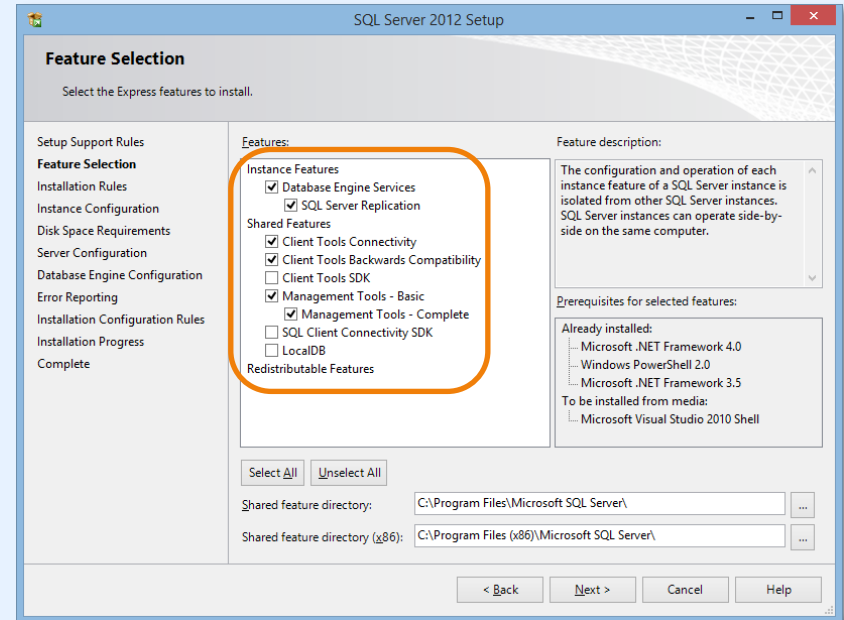 SQL Server 2012 Setup
Feature Selection
Select the Express features to install.
Setup Support Rules
Feature Selection
Installation Rules
Instance Configuration
Disk Space Requirements
Server Configuration
Database Engine Configuration
Error Reporting
Installation Configuration Rules
Installation Progress
Complete
Features:
Instance Features
Database Engine Services
SQL Server Replication
Shared Features
Client Tools Connectivity
Client Tools Backwards Compatibility
Client Tools SDK
Management Tools - Basic
Management Tools - Complete
SQL Client Connectivity SDK
LocalDB
Redistributable Features
Feature description:
The configuration and operation of each
instance feature of a SQL Server instance is
isolated from other SQL Server instances.
SQL Server instances can operate side-by-
side on the same computer.
Prerequisites for selected features:
Already installed:
Microsoft .NET Framework 4.0
Windows PowerShell 2.0
Microsoft .NET Framework 3.5
To be installed from media:
Microsoft Visual Studio 2010 Shell
Select All
Unselect All
Shared feature directory:
C:\Program Files\Microsoft SQL Server\
...
Shared feature directory (x86):
C:\Program Files (x86)\Microsoft SQL Server\
...
< Back
Next >
Cancel
Help